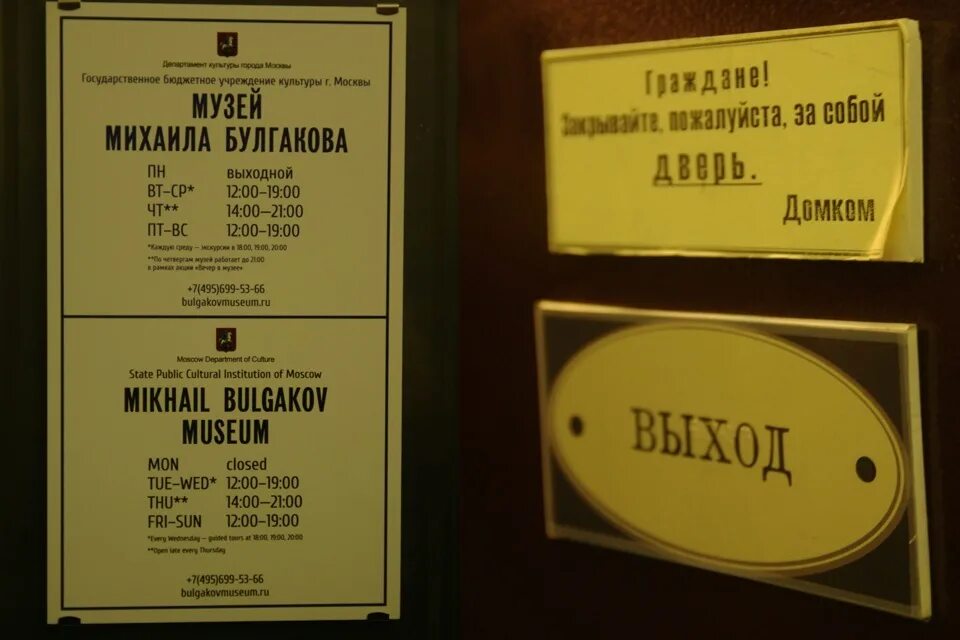 Департамент культуры города Москвы
Государственное бюджетное учреждение культуры г. Москвы
МУЗЕЙ
МИХАИЛА БУЛГАКОВА
ПН выходной
ВТ–СР* 12:00–19:00
ЧТ** 14:00—21:00
ПТ–ВС 12:00–19:00
*Каждую среду — экскурсии в 18:00, 19:00, 20:00
**По четвергам музей работает до 21:00
в рамках акции «Вечер в музее»
+7(495)699-53-66
bulgakovmuseum.ru
Moscow Department of Culture
State Public Cultural Institution of Moscow
MIKHAIL BULGAKOV
MUSEUM
MON closed
TUE–WED* 12:00–19:00
THU** 14:00–21:00
FRI–SUN 12:00–19:00
*Every Wednesday — guided tours at 18:00, 19:00, 20:00
**Open late every Thursday
+7(495)699-53-66
bulgakovmuseum.ru
Граждане!
Закрывайте, пожалуйста, за собой
дверь.
Домком
ВЫХОД